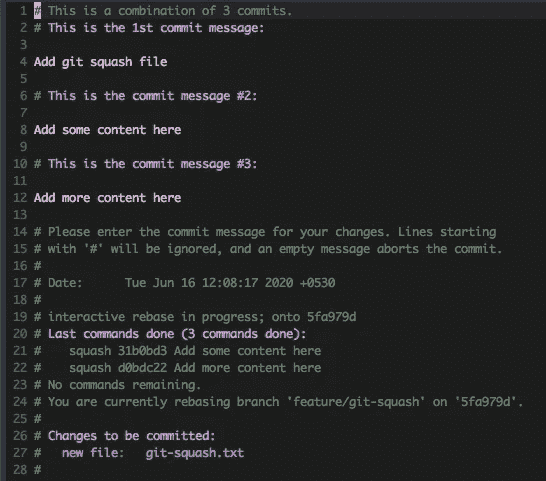 1 # This is a combination of 3 commits.
2 # This is the 1st commit message:
3
4 Add git squash file
5
6 # This is the commit message #2:
7
8 Add some content here
9
10 # This is the commit message #3:
11
12 Add more content here
13
14 # Please enter the commit message for your changes. Lines starting
15 # with '#' will be ignored, and an empty message aborts the commit.
16 #
17 # Date:      Tue Jun 16 12:08:17 2020 +0530
18 #
19 # interactive rebase in progress; onto 5fa979d
20 # Last commands done (3 commands done):
21 #    squash 31b0bd3 Add some content here
22 #    squash d0bdc22 Add more content here
23 # No commands remaining.
24 # You are currently rebasing branch 'feature/git-squash' on '5fa979d'.
25 #
26 # Changes to be committed:
27 #   new file:   git-squash.txt
28 #